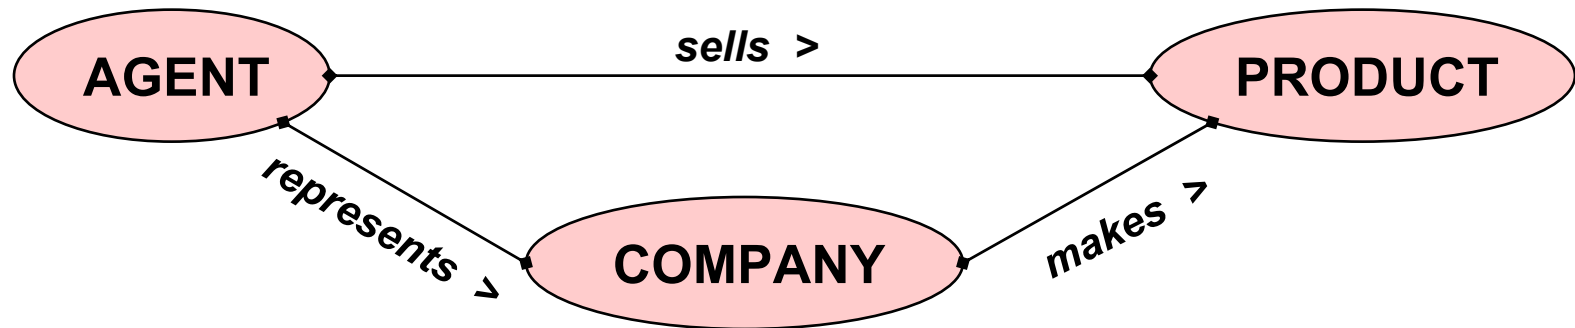 sells >
AGENT
PRODUCT
represents >
makes >
COMPANY